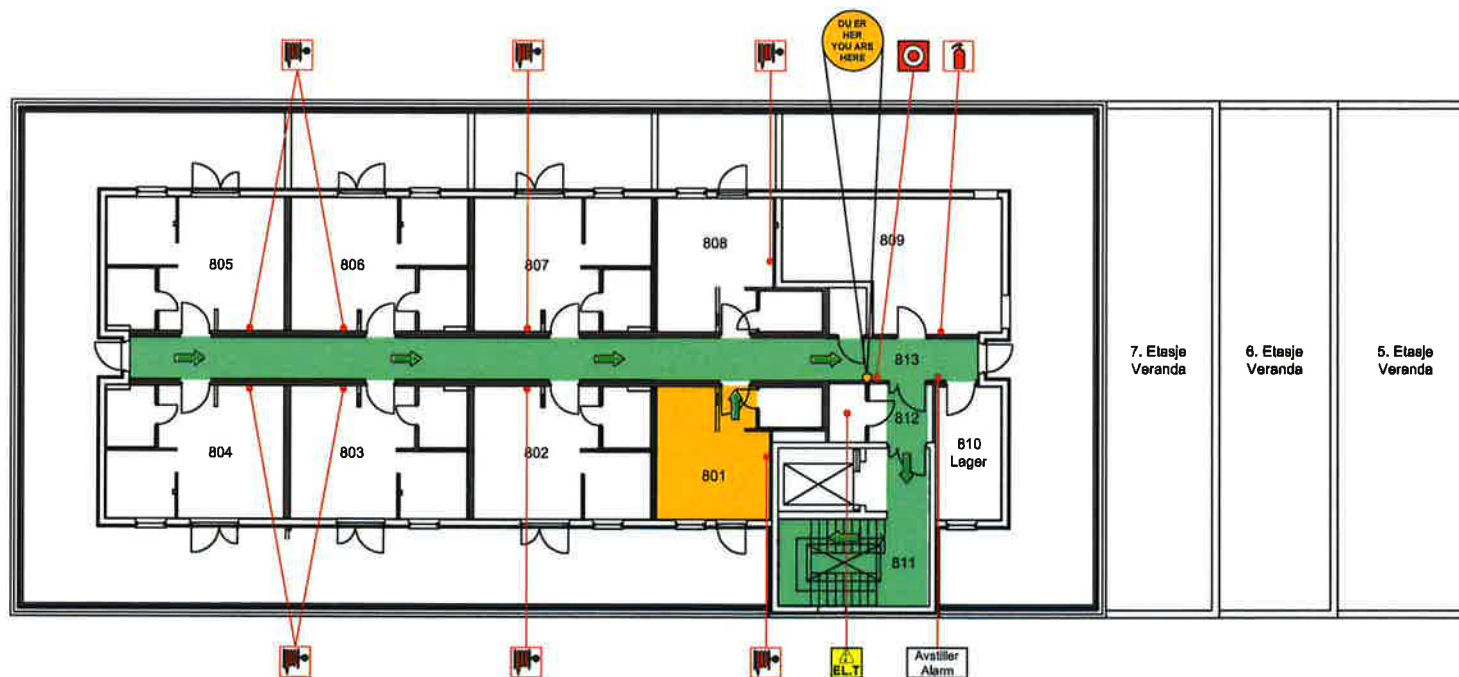 DU ER
HER
YOU ARE
HERE
805
806
807
808
809
813
812
804
803
802
801
810
Lager
811
7. Etasje
Veranda
6. Etasje
Veranda
5. Etasje
Veranda
EL.T
Avstiller
Alarm